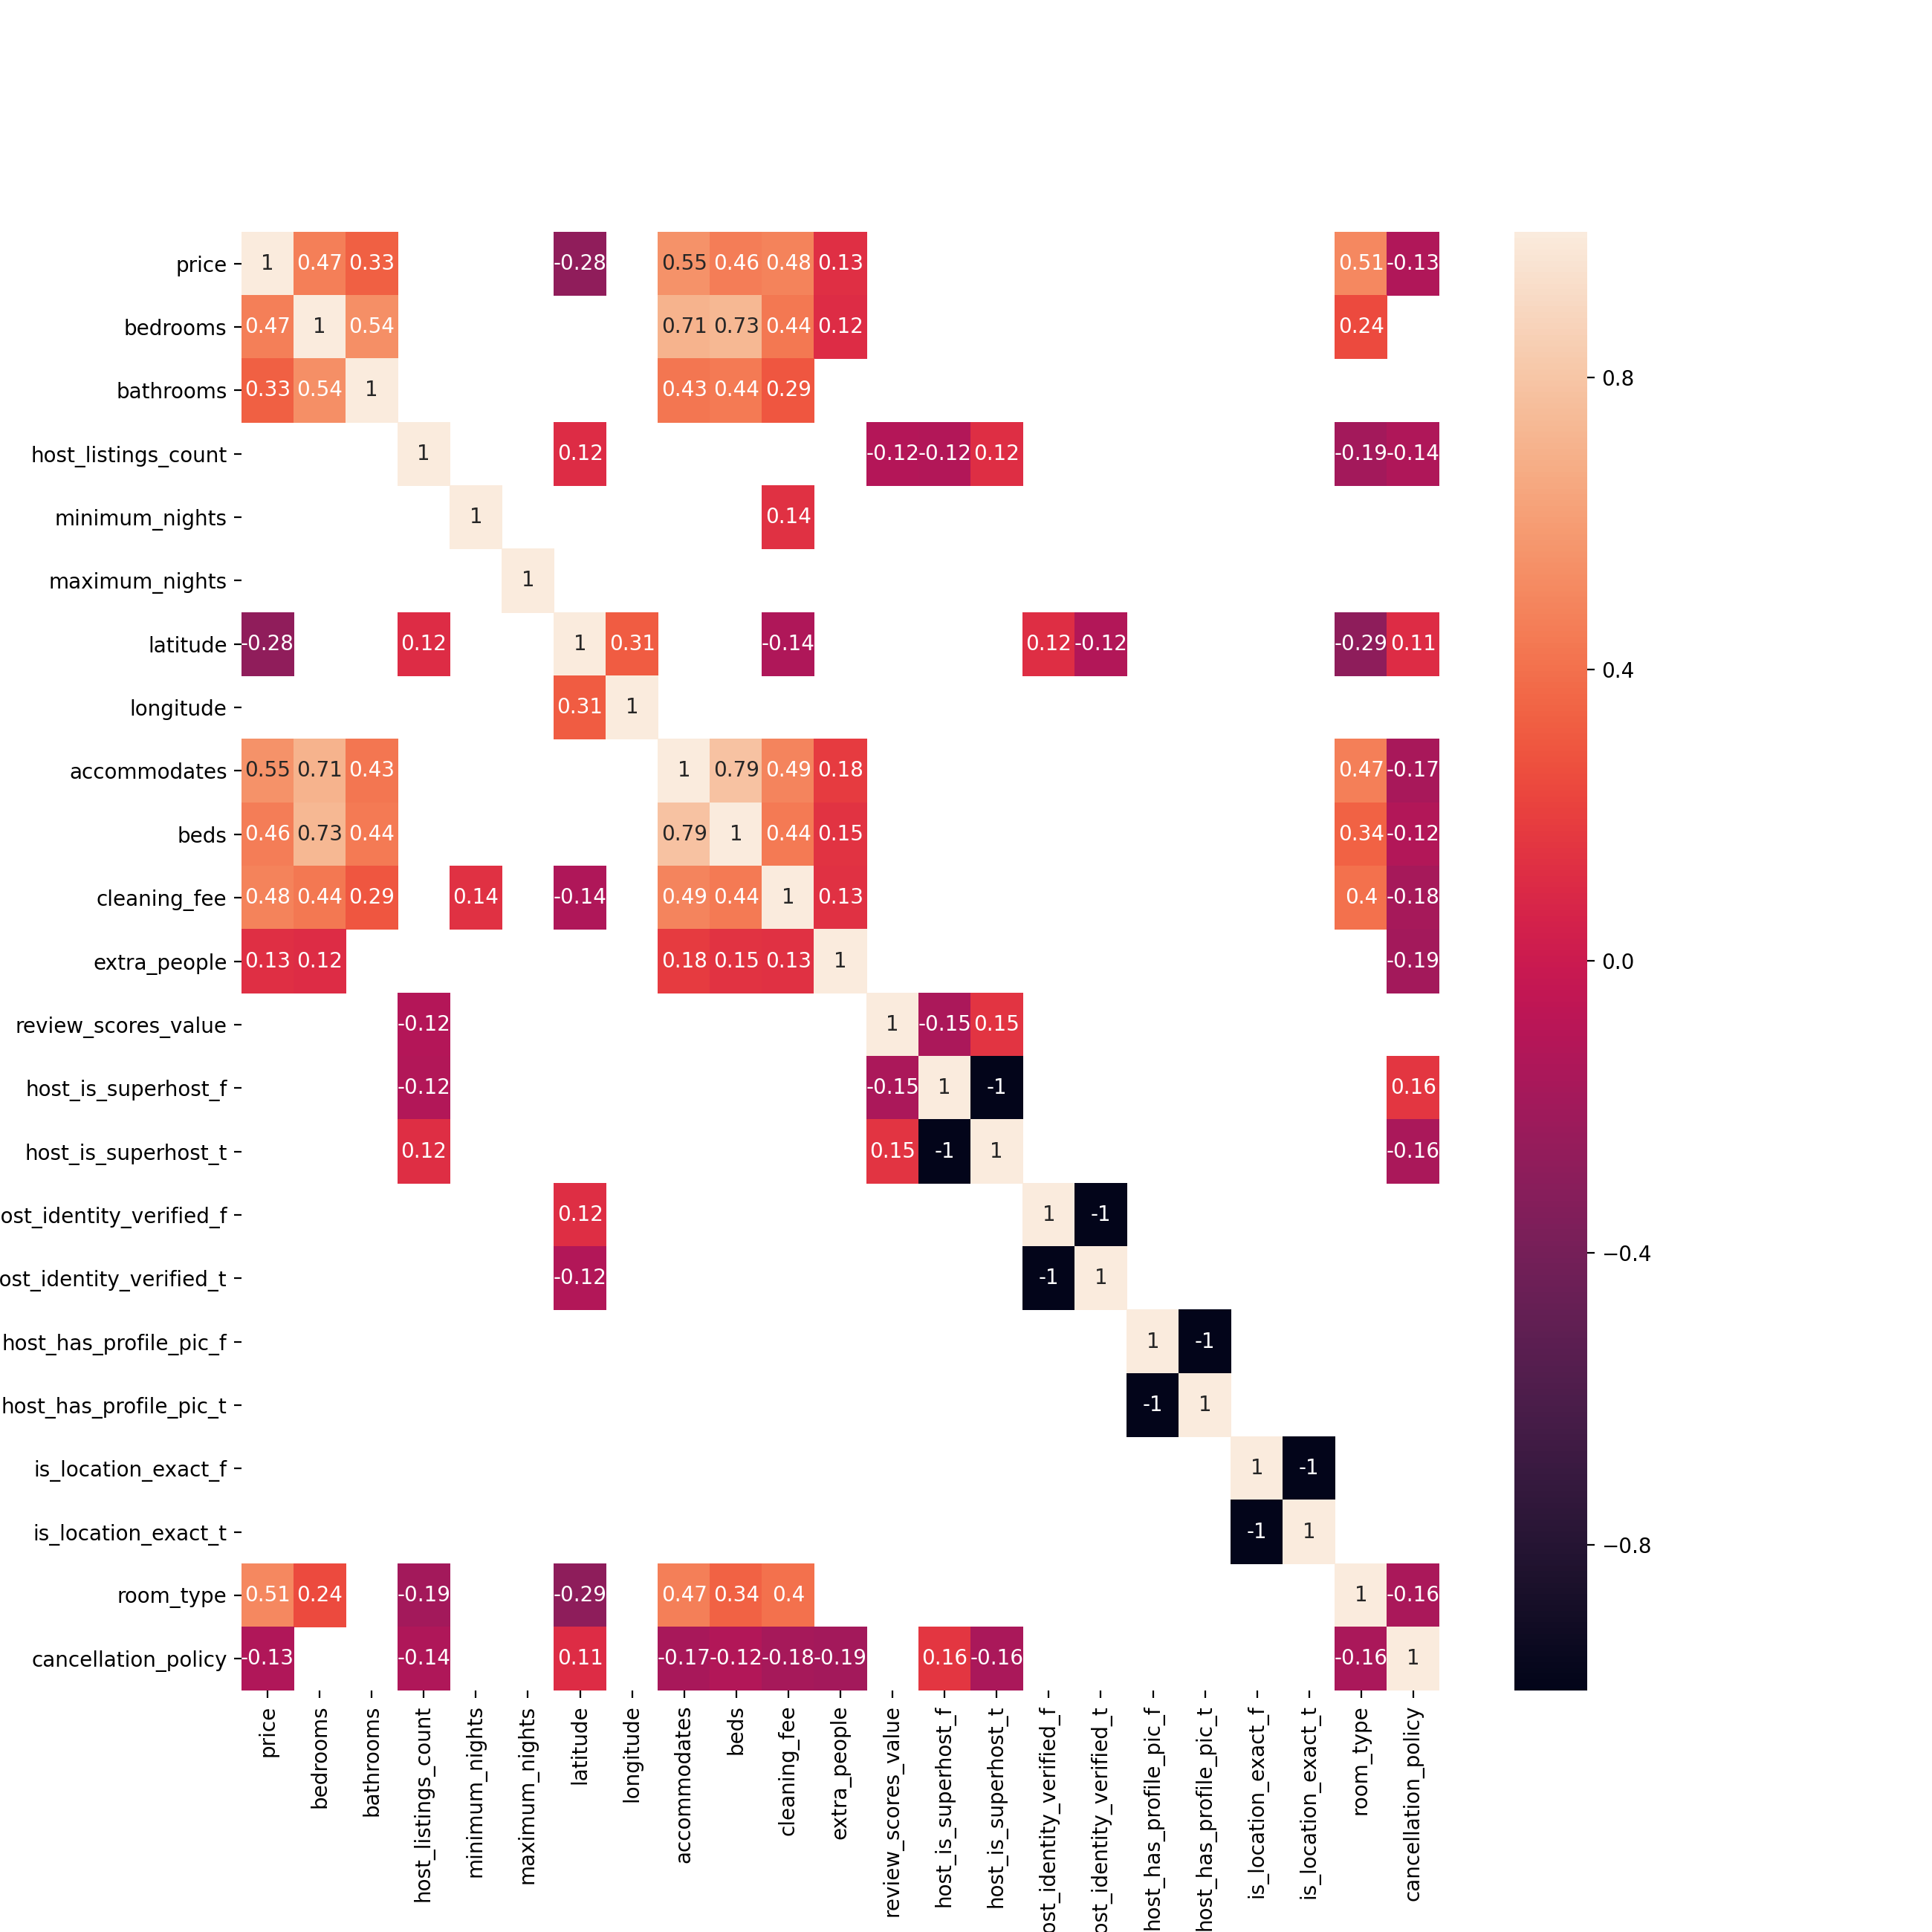 price 1 0.47 0.33 -0.28 0.55 0.46 0.48 0.13 0.51 -0.13
bedrooms 0.47 1 0.54 0.71 0.73 0.44 0.12 0.24
bathrooms 0.33 0.54 1 0.43 0.44 0.29 0.8
host_listings_count 1 0.12 -0.12 -0.12 0.12 -0.19 -0.14
minimum_nights 1 0.14
maximum_nights 1
latitude -0.28 0.12 1 0.31 -0.14 0.12 -0.12 -0.29 0.11 0.4
longitude 0.31 1
accommodates 0.55 0.71 0.43 1 0.79 0.49 0.18 0.47 -0.17
beds 0.46 0.73 0.44 0.79 1 0.44 0.15 0.34 -0.12
cleaning_fee 0.48 0.44 0.29 0.14 -0.14 0.49 0.44 1 0.13 0.4 -0.18
extra_people 0.13 0.12 0.18 0.15 0.13 1 -0.19 0.0
review_scores_value -0.12 1 -0.15 0.15
host_is_superhost_f -0.12 -0.15 1 -1 0.16
host_is_superhost_t 0.12 0.15 -1 1 -0.16
ost_identity_verified_f 0.12 1 -1
ost_identity_verified_t -0.12 -1 1 −0.4
host_has_profile_pic_f 1 -1
host_has_profile_pic_t -1 1
is_location_exact_f 1 -1
is_location_exact_t -1 1 −0.8
room_type 0.51 0.24 -0.19 -0.29 0.47 0.34 0.4 1 -0.16
cancellation_policy -0.13 -0.14 0.11 -0.17 -0.12 -0.18 -0.19 0.16 -0.16 -0.16 1
price
bedrooms
bathrooms
host_listings_count
minimum_nights
maximum_nights
latitude
longitude
accommodates
beds
cleaning_fee
extra_people
review_scores_value
host_is_superhost_f
host_is_superhost_t
ost_identity_verified_f
ost_identity_verified_t
host_has_profile_pic_f
host_has_profile_pic_t
is_location_exact_f
is_location_exact_t
room_type
cancellation_policy